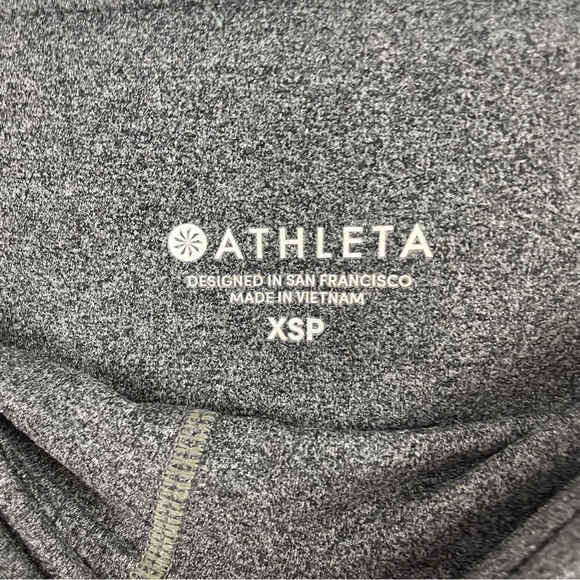 ATHLETA
DESIGNED IN SAN FRANCISCO
MADE IN VIETNAM
XSP